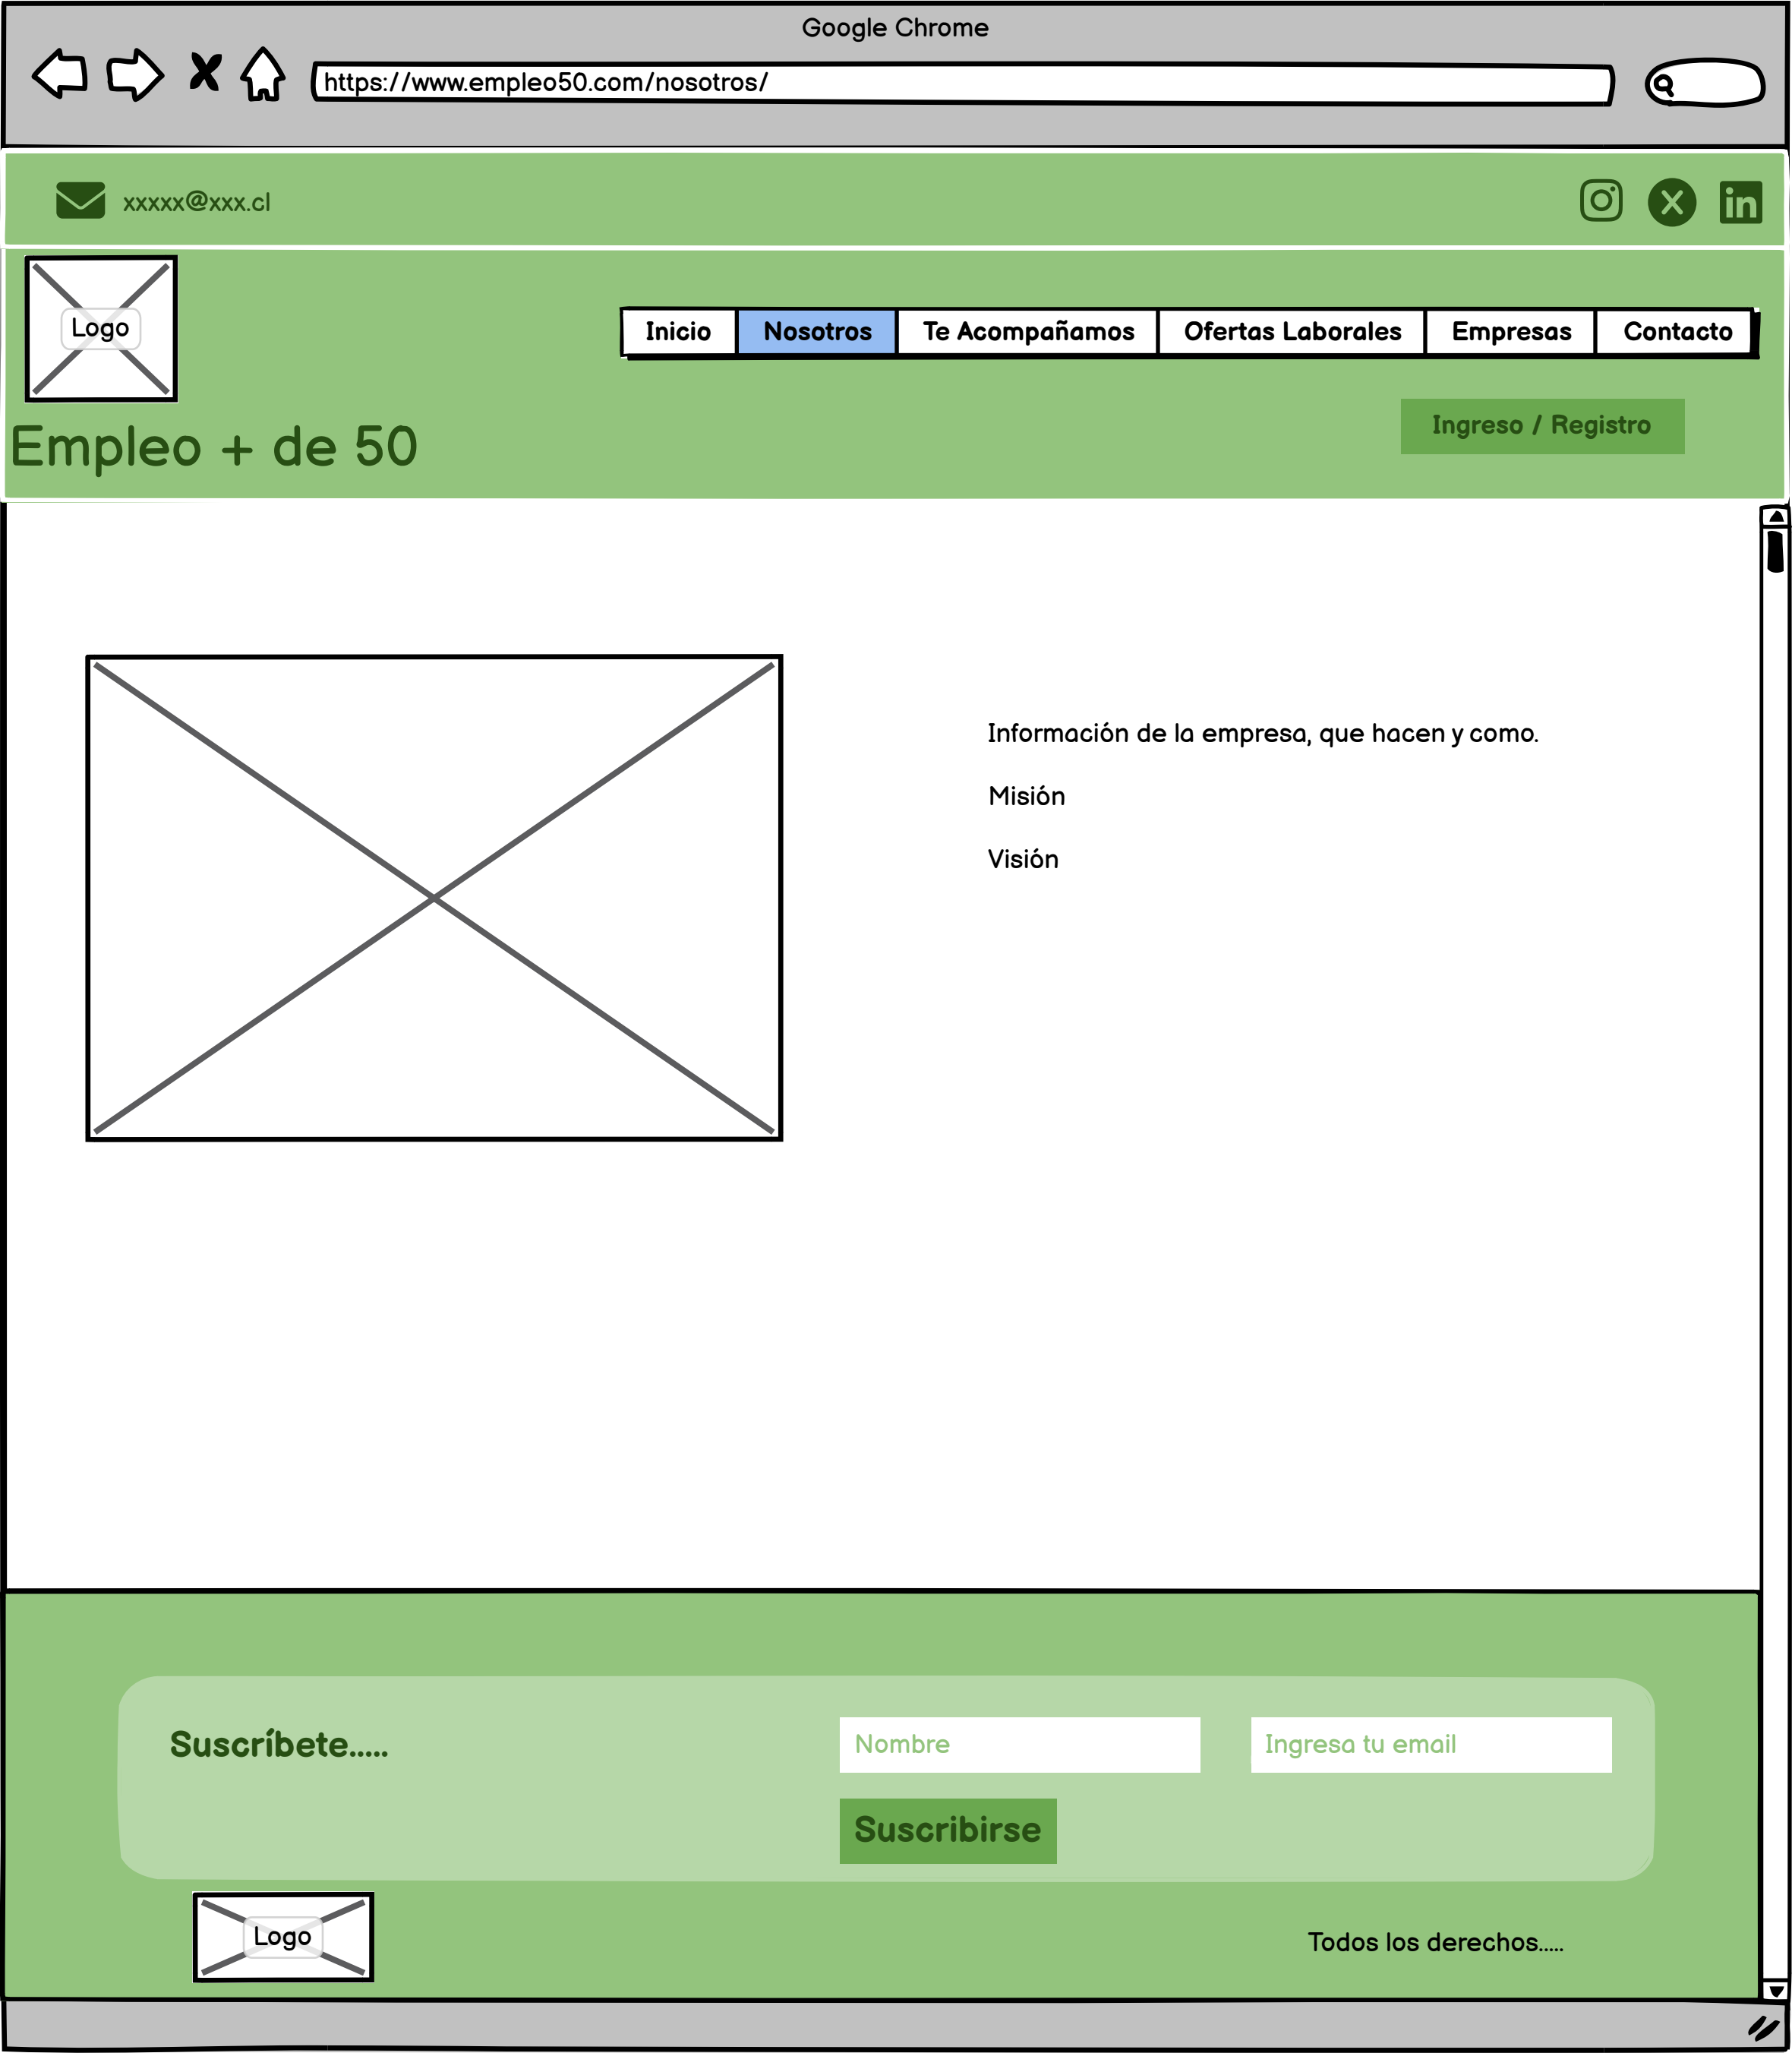 Google Chrome
https://www.empleo50.com/nosotros/
xxxxx@xxx.cl
Logo
Inicio Nosotros Te Acompañamos Ofertas Laborales Empresas Contacto
Ingreso / Registro
Empleo + de 50
Información de la empresa, que hacen y como.
Misión
Visión
Suscríbete.....
Nombre
Ingresa tu email
Suscribirse
Logo
Todos los derechos.....